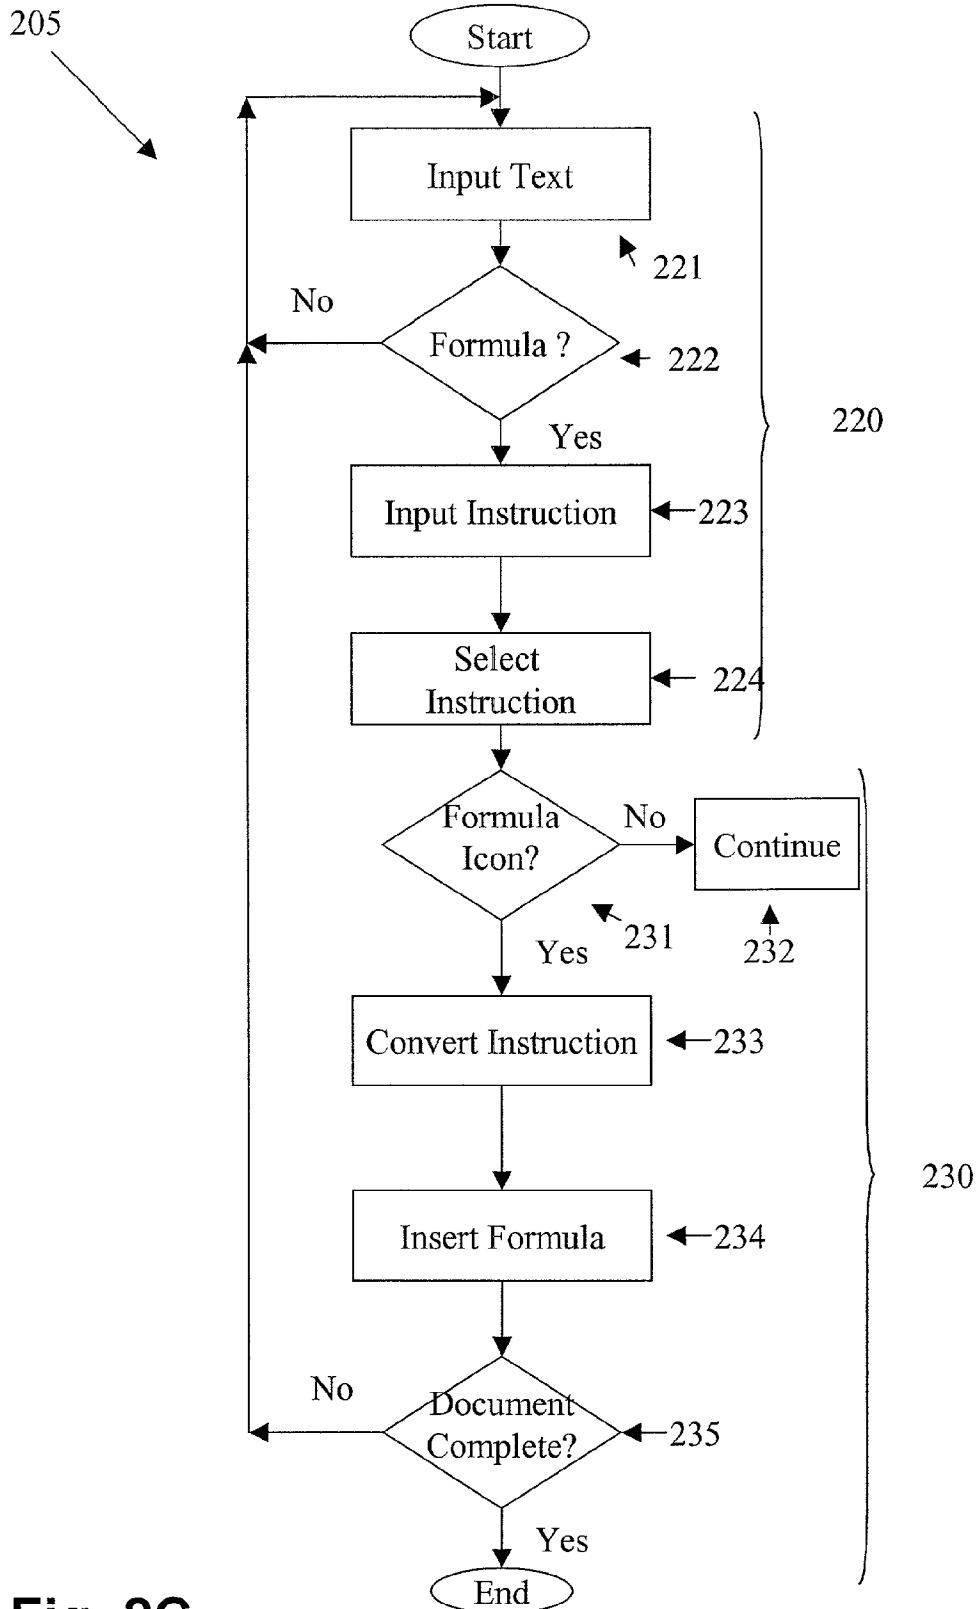 205
Start
Input Text
221
No
Formula ?
222
Yes
220
Input Instruction
223
Select
Instruction
224
Formula
Icon?
No
Continue
231
232
Yes
Convert Instruction
233
230
Insert Formula
234
No
Document
Complete?
235
Yes
End